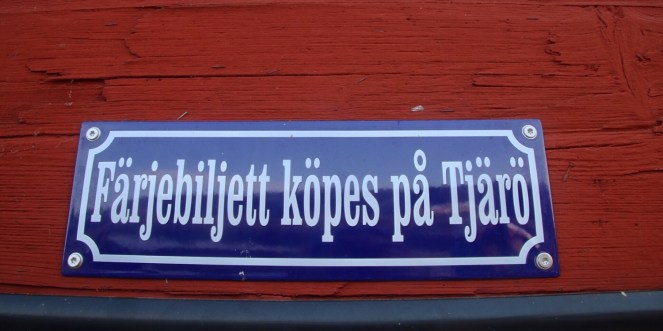 Färjebiljett köpes på Tjärö